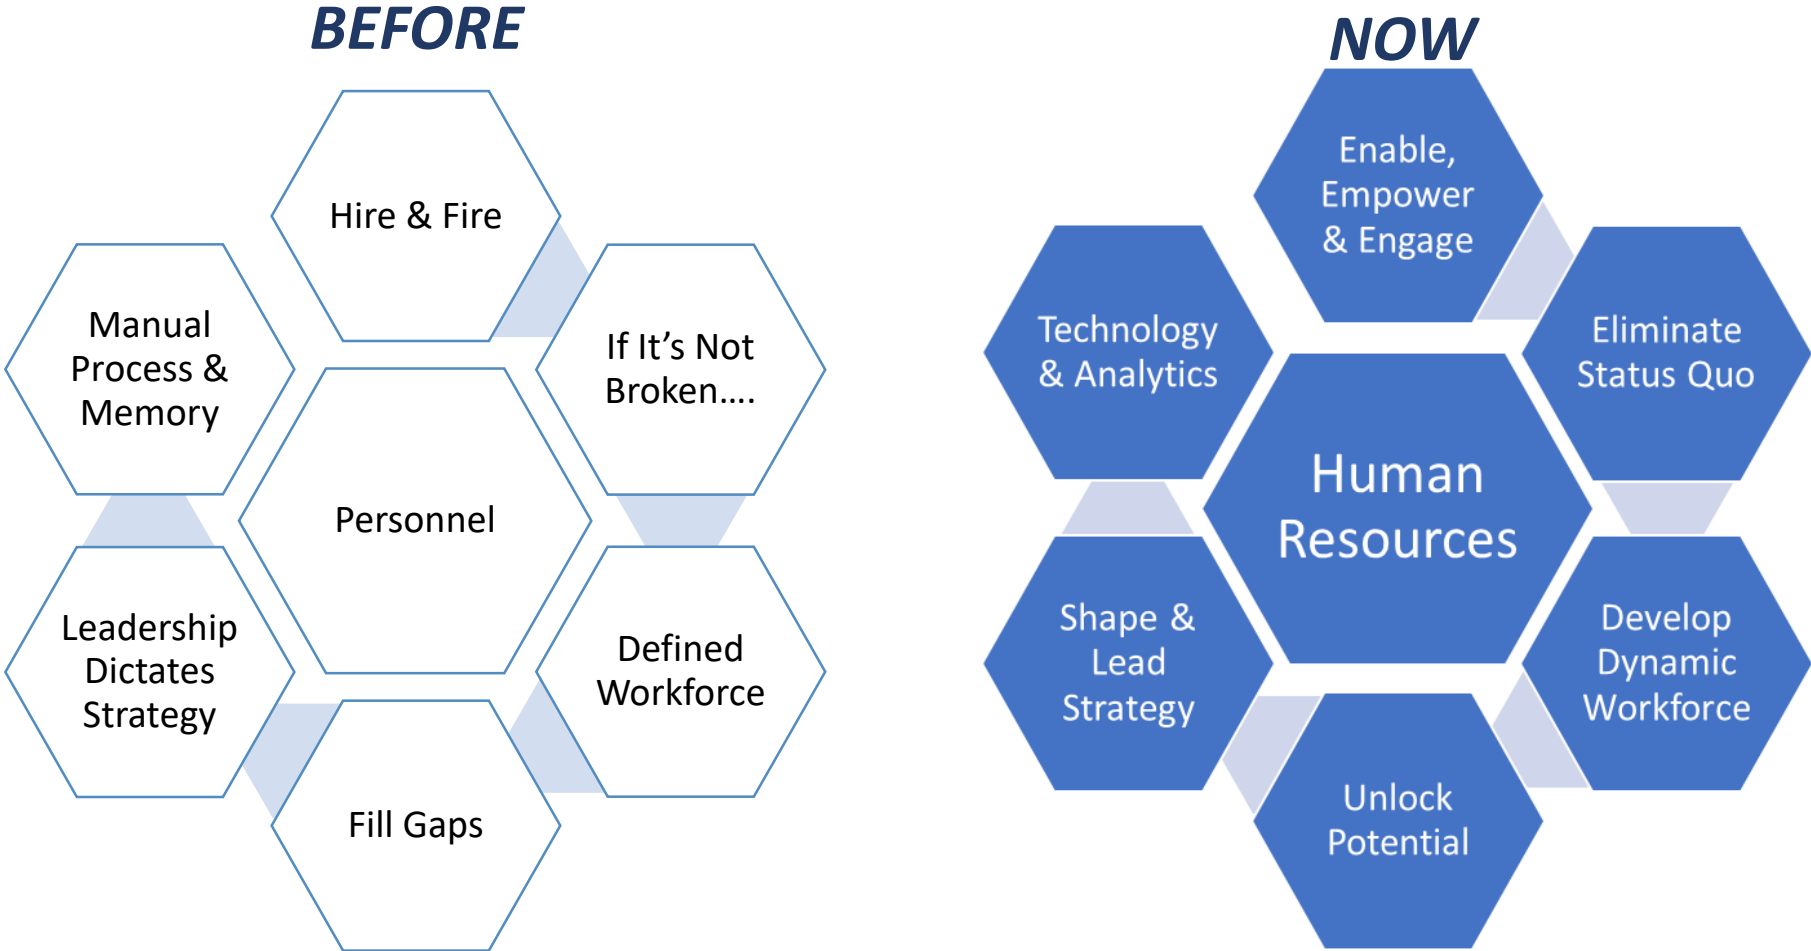 BEFORE
Hire & Fire
If It’s Not
Broken....
Defined
Workforce
Fill Gaps
Leadership
Dictates
Strategy
Manual
Process &
Memory
Personnel
NOW
Enable,
Empower
& Engage
Eliminate
Status Quo
Develop
Dynamic
Workforce
Unlock
Potential
Shape &
Lead
Strategy
Technology
& Analytics
Human
Resources